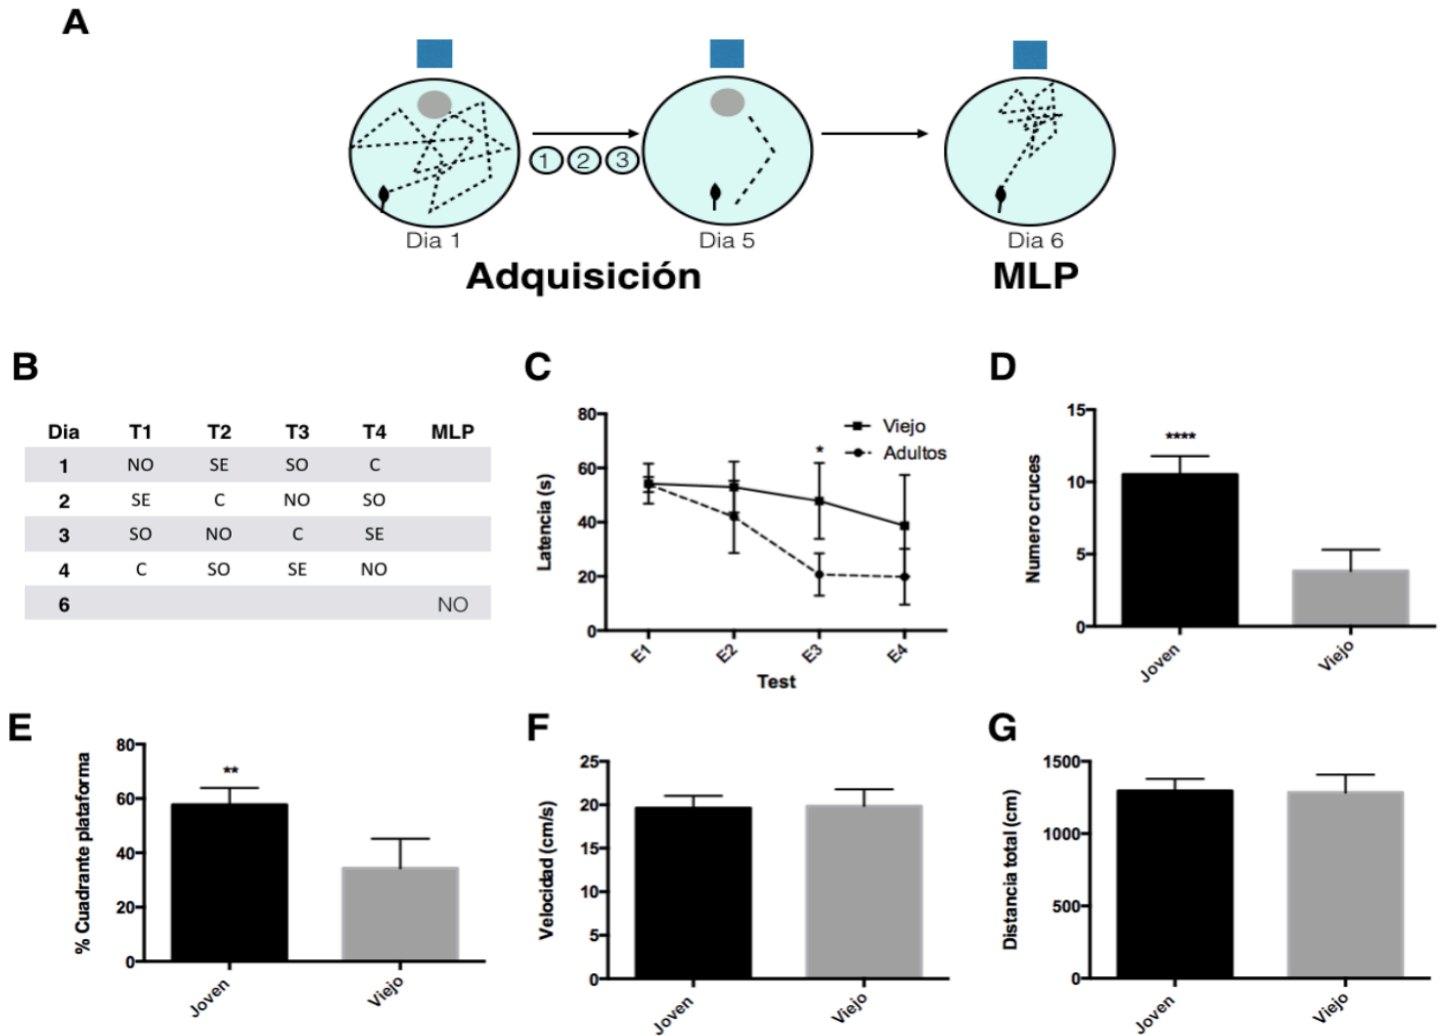 A
1 2 3
Dia 1
Dia 5
Dia 6
Adquisición
MLP
B
Dia T1 T2 T3 T4 MLP
1 NO SE SO C
2 SE C NO SO
3 SO NO C SE
4 C SO SE NO
6 NO
C
Latencia (s)
80
60
40
20
0
Viejo
Adultos
*
E1 E2 E3 E4
Test
D
Numero cruces
15
10
5
0
****
Joven Viejo
E
% Cuadrante plataforma
80
60
40
20
0
**
Joven Viejo
F
Velocidad (cm/s)
25
20
15
10
5
0
Joven Viejo
G
Distancia total (cm)
1500
1000
500
0
Joven Viejo